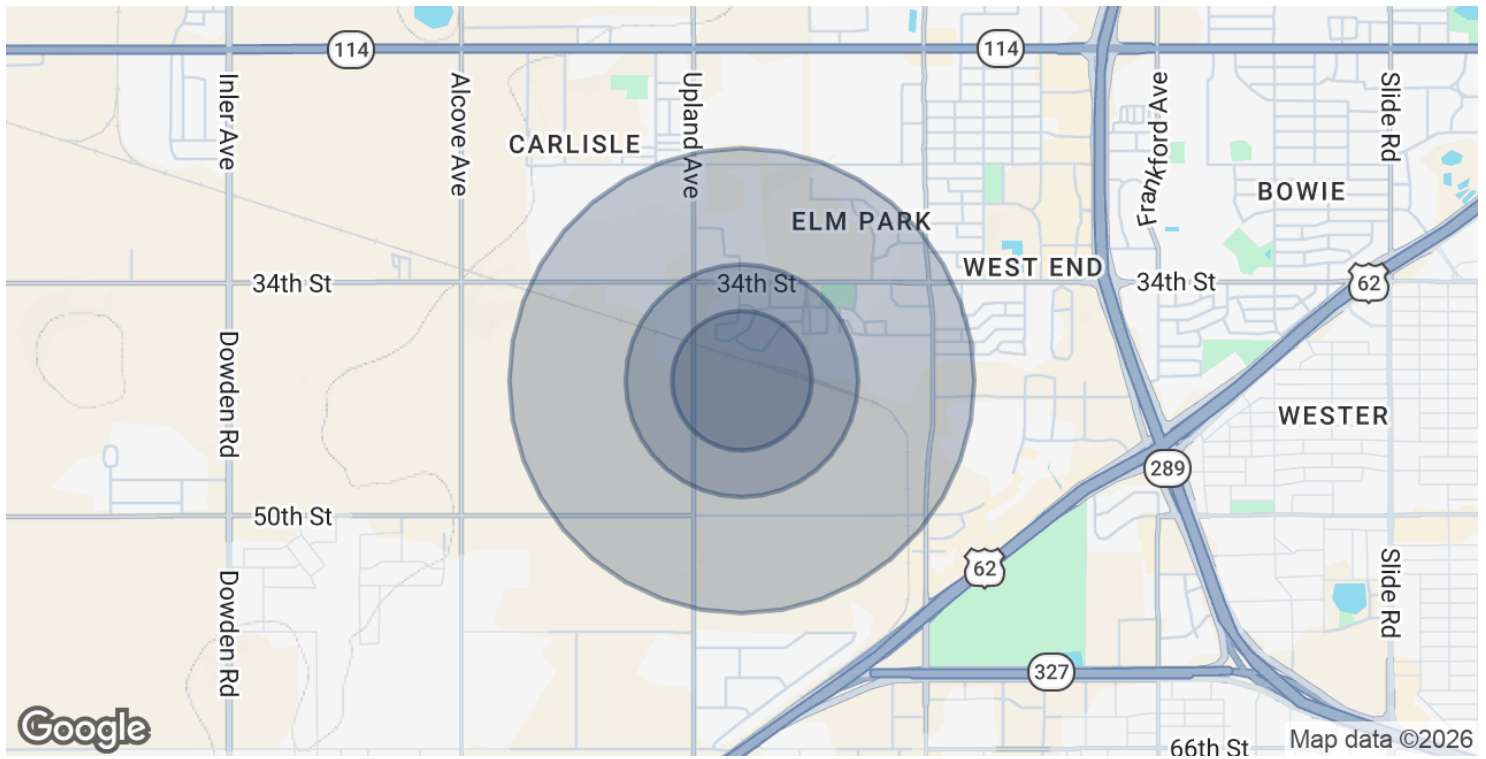 114
114
Inler Ave
Alcove Ave
Upland Ave
Frankford Ave
Slide Rd
CARLISLE
BOWIE
ELM PARK
WEST END
34th St
34th St
34th St
62
Dowden Rd
WESTER
289
50th St
62
Slide Rd
Dowden Rd
327
Google
66th St
Map data ©2026